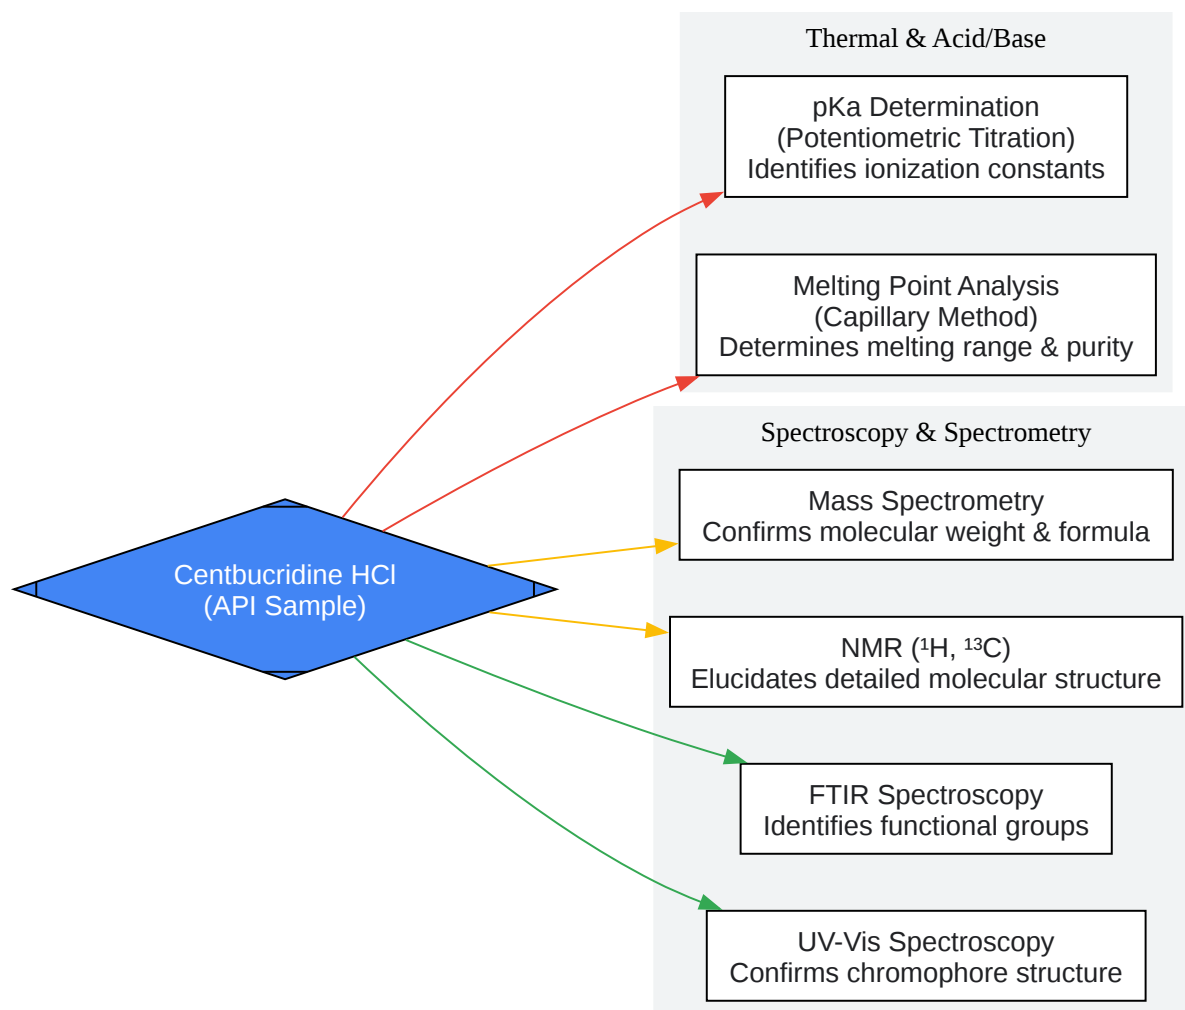 Thermal & Acid/Base
pKa Determination
(Potentiometric Titration)
Identifies ionization constants
Melting Point Analysis
(Capillary Method)
Determines melting range & purity
Spectroscopy & Spectrometry
Mass Spectrometry
Confirms molecular weight & formula
Centbucridine HCl
(API Sample)
NMR (¹H, ¹³C)
Elucidates detailed molecular structure
FTIR Spectroscopy
Identifies functional groups
UV-Vis Spectroscopy
Confirms chromophore structure